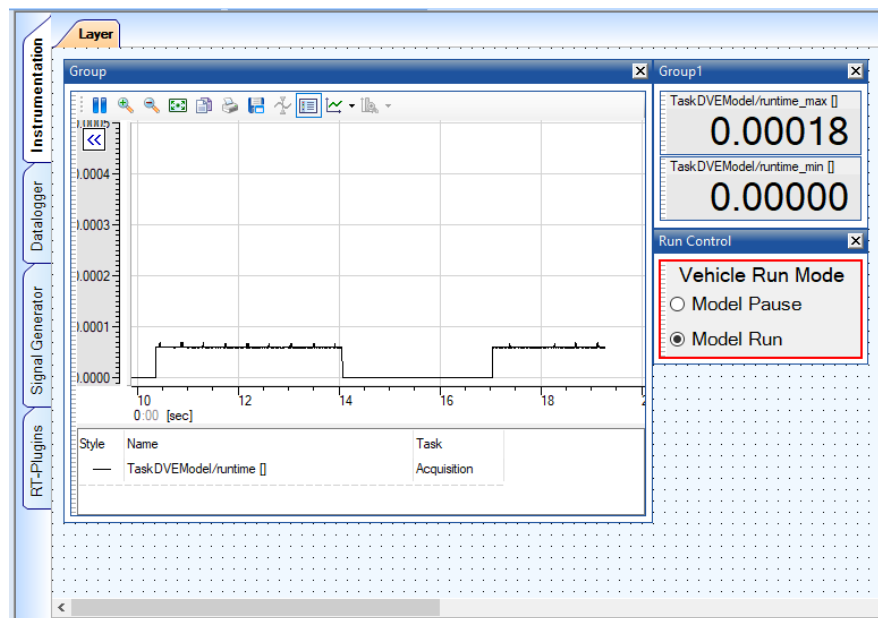 Layer
Instrumentation
Datalogger
Signal Generator
RT-Plugins
Group
0.0004
0.0003
0.0002
0.0001
0.0000
10 12 14 16 18
0:00 [sec]
Style Name Task
TaskDVEModel/runtime [] Acquisition
Group1
TaskDVEModel/runtime_max []
0.00018
TaskDVEModel/runtime_min []
0.00000
Run Control
Vehicle Run Mode
Model Pause
Model Run